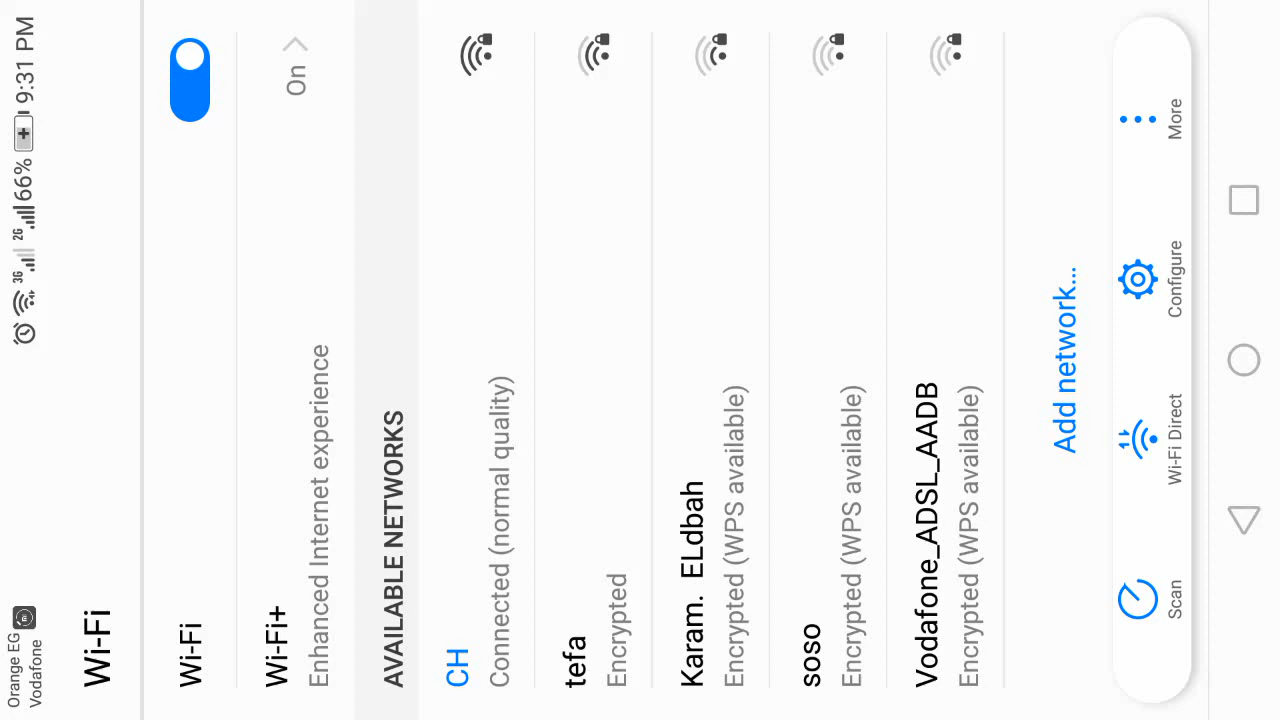 Orange EG
Vodafone
3G 2G 66% 9:31 PM
Wi-Fi
Wi-Fi
Wi-Fi+
Enhanced Internet experience
On
AVAILABLE NETWORKS
CH
Connected (normal quality)
tefa
Encrypted
Karam. ELdbah
Encrypted (WPS available)
soso
Encrypted (WPS available)
Vodafone_ADSL_AADB
Encrypted (WPS available)
Add network...
Scan
Wi-Fi Direct
Configure
More